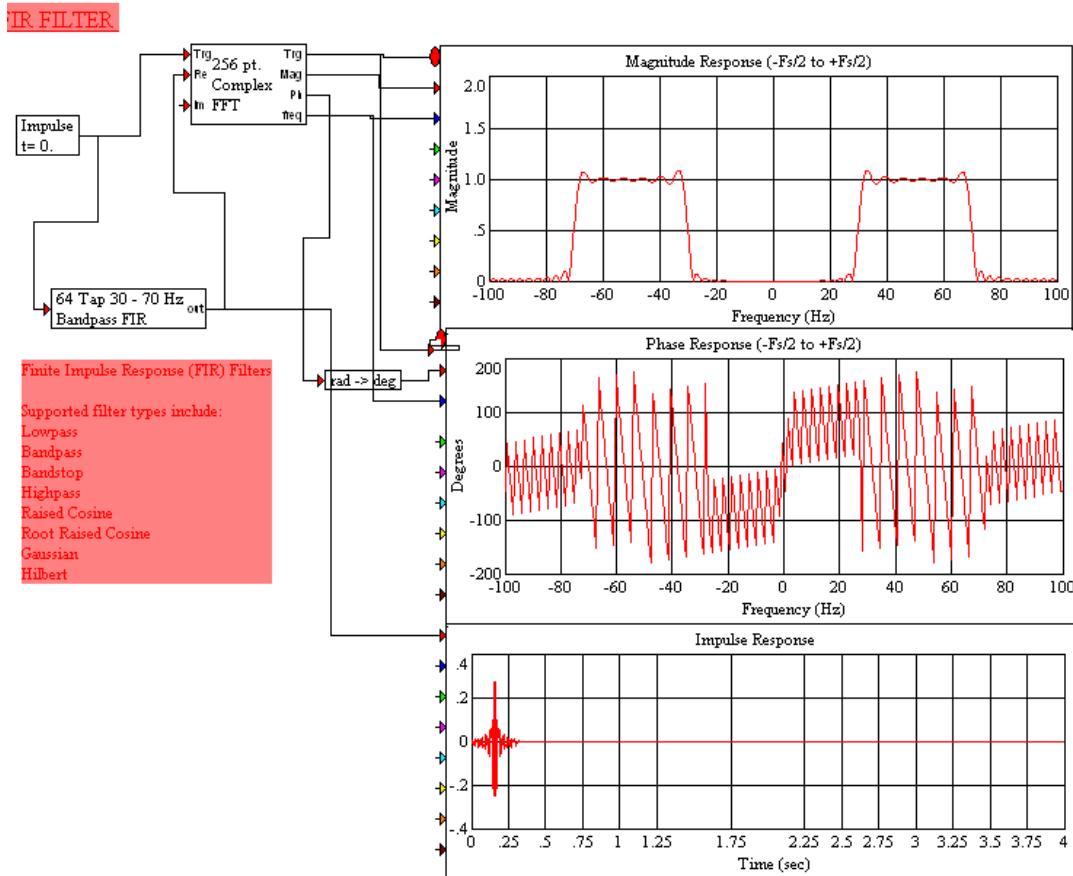 FIR FILTER
Trg Trg
Re 256 pt. Mag
Complex Ph
Im FFT freq
Impulse
t= 0.
64 Tap 30 - 70 Hz out
Bandpass FIR
rad -> deg
Finite Impulse Response (FIR) Filters
Supported filter types include:
Lowpass
Bandpass
Bandstop
Highpass
Raised Cosine
Root Raised Cosine
Gaussian
Hilbert
Magnitude Response (-Fs/2 to +Fs/2)
Magnitude
2.0
1.5
1.0
.5
0
-100 -80 -60 -40 -20 0 20 40 60 80 100
Frequency (Hz)
Phase Response (-Fs/2 to +Fs/2)
Degrees
200
100
0
-100
-200
-100 -80 -60 -40 -20 0 20 40 60 80 100
Frequency (Hz)
Impulse Response
.4
.2
0
-.2
-.4
0 .25 .5 .75 1 1.25 1.75 2.25 2.5 2.75 3 3.25 3.5 3.75 4
Time (sec)